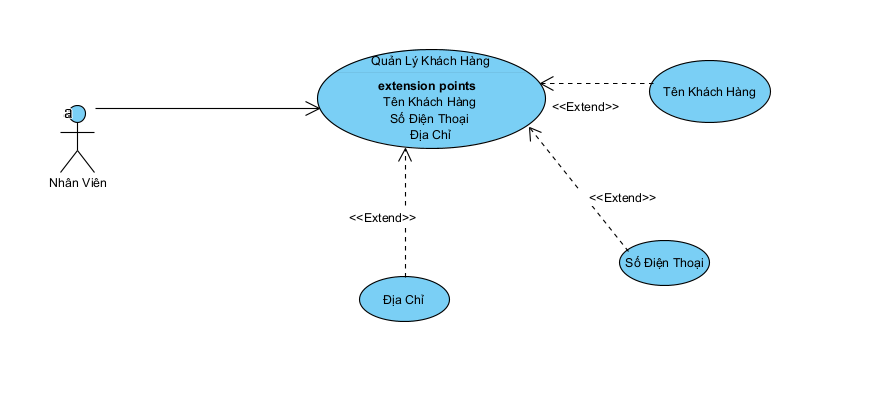 Quản Lý Khách Hàng
extension points
Tên Khách Hàng
Số Điện Thoại
Địa Chỉ
a
Nhân Viên
<<Extend>>
Tên Khách Hàng
<<Extend>>
Số Điện Thoại
<<Extend>>
Địa Chỉ